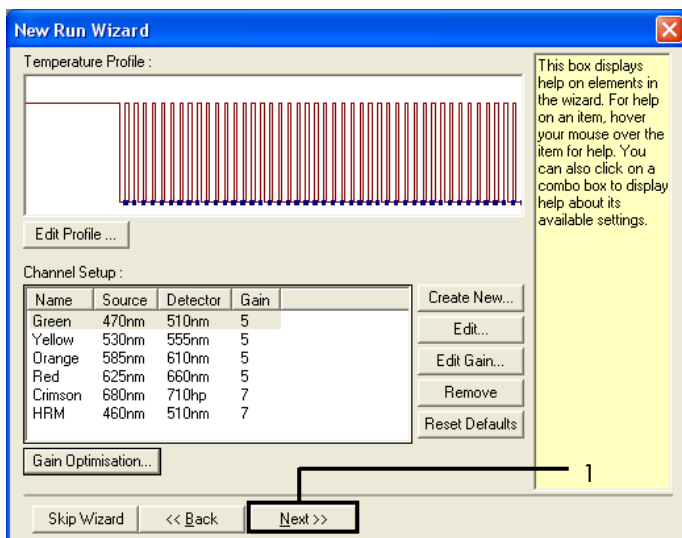 New Run Wizard
Temperature Profile :
Edit Profile ...
Channel Setup :
Name Source Detector Gain
Green 470nm 510nm 5
Yellow 530nm 555nm 5
Orange 585nm 610nm 5
Red 625nm 660nm 5
Crimson 680nm 710hp 7
HRM 460nm 510nm 7
Create New...
Edit...
Edit Gain...
Remove
Reset Defaults
Gain Optimisation...
This box displays
help on elements in
the wizard. For help
on an item, hover
your mouse over the
item for help. You
can also click on a
combo box to display
help about its
available settings.
1
Skip Wizard << Back Next >>